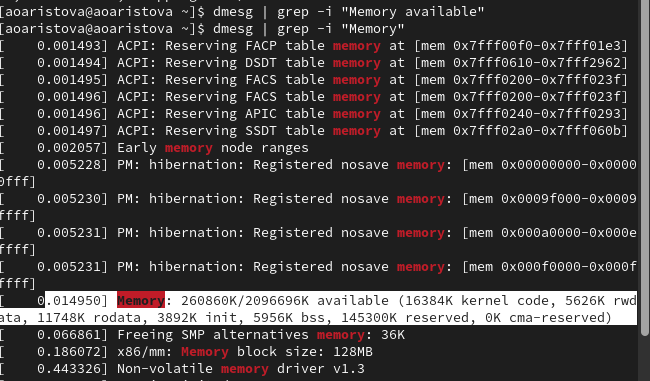 [aoaristova@aoaristova ~]$ dmesg | grep -i "Memory available"
[aoaristova@aoaristova ~]$ dmesg | grep -i "Memory"
[    0.001493] ACPI: Reserving FACP table memory at [mem 0x7fff00f0-0x7fff01e3]
[    0.001494] ACPI: Reserving DSDT table memory at [mem 0x7fff0610-0x7fff2962]
[    0.001495] ACPI: Reserving FACS table memory at [mem 0x7fff0200-0x7fff023f]
[    0.001496] ACPI: Reserving FACS table memory at [mem 0x7fff0200-0x7fff023f]
[    0.001496] ACPI: Reserving APIC table memory at [mem 0x7fff0240-0x7fff0293]
[    0.001497] ACPI: Reserving SSDT table memory at [mem 0x7fff02a0-0x7fff060b]
[    0.002057] Early memory node ranges
[    0.005228] PM: hibernation: Registered nosave memory: [mem 0x00000000-0x0000
0fff]
[    0.005230] PM: hibernation: Registered nosave memory: [mem 0x0009f000-0x0009
ffff]
[    0.005231] PM: hibernation: Registered nosave memory: [mem 0x000a0000-0x000e
ffff]
[    0.005231] PM: hibernation: Registered nosave memory: [mem 0x000f0000-0x000f
ffff]
[    0.014950] Memory: 260860K/2096696K available (16384K kernel code, 5626K rwd
ata, 11748K rodata, 3892K init, 5956K bss, 145300K reserved, 0K cma-reserved)
[    0.066861] Freeing SMP alternatives memory: 36K
[    0.186072] x86/mm: Memory block size: 128MB
[    0.443326] Non-volatile memory driver v1.3